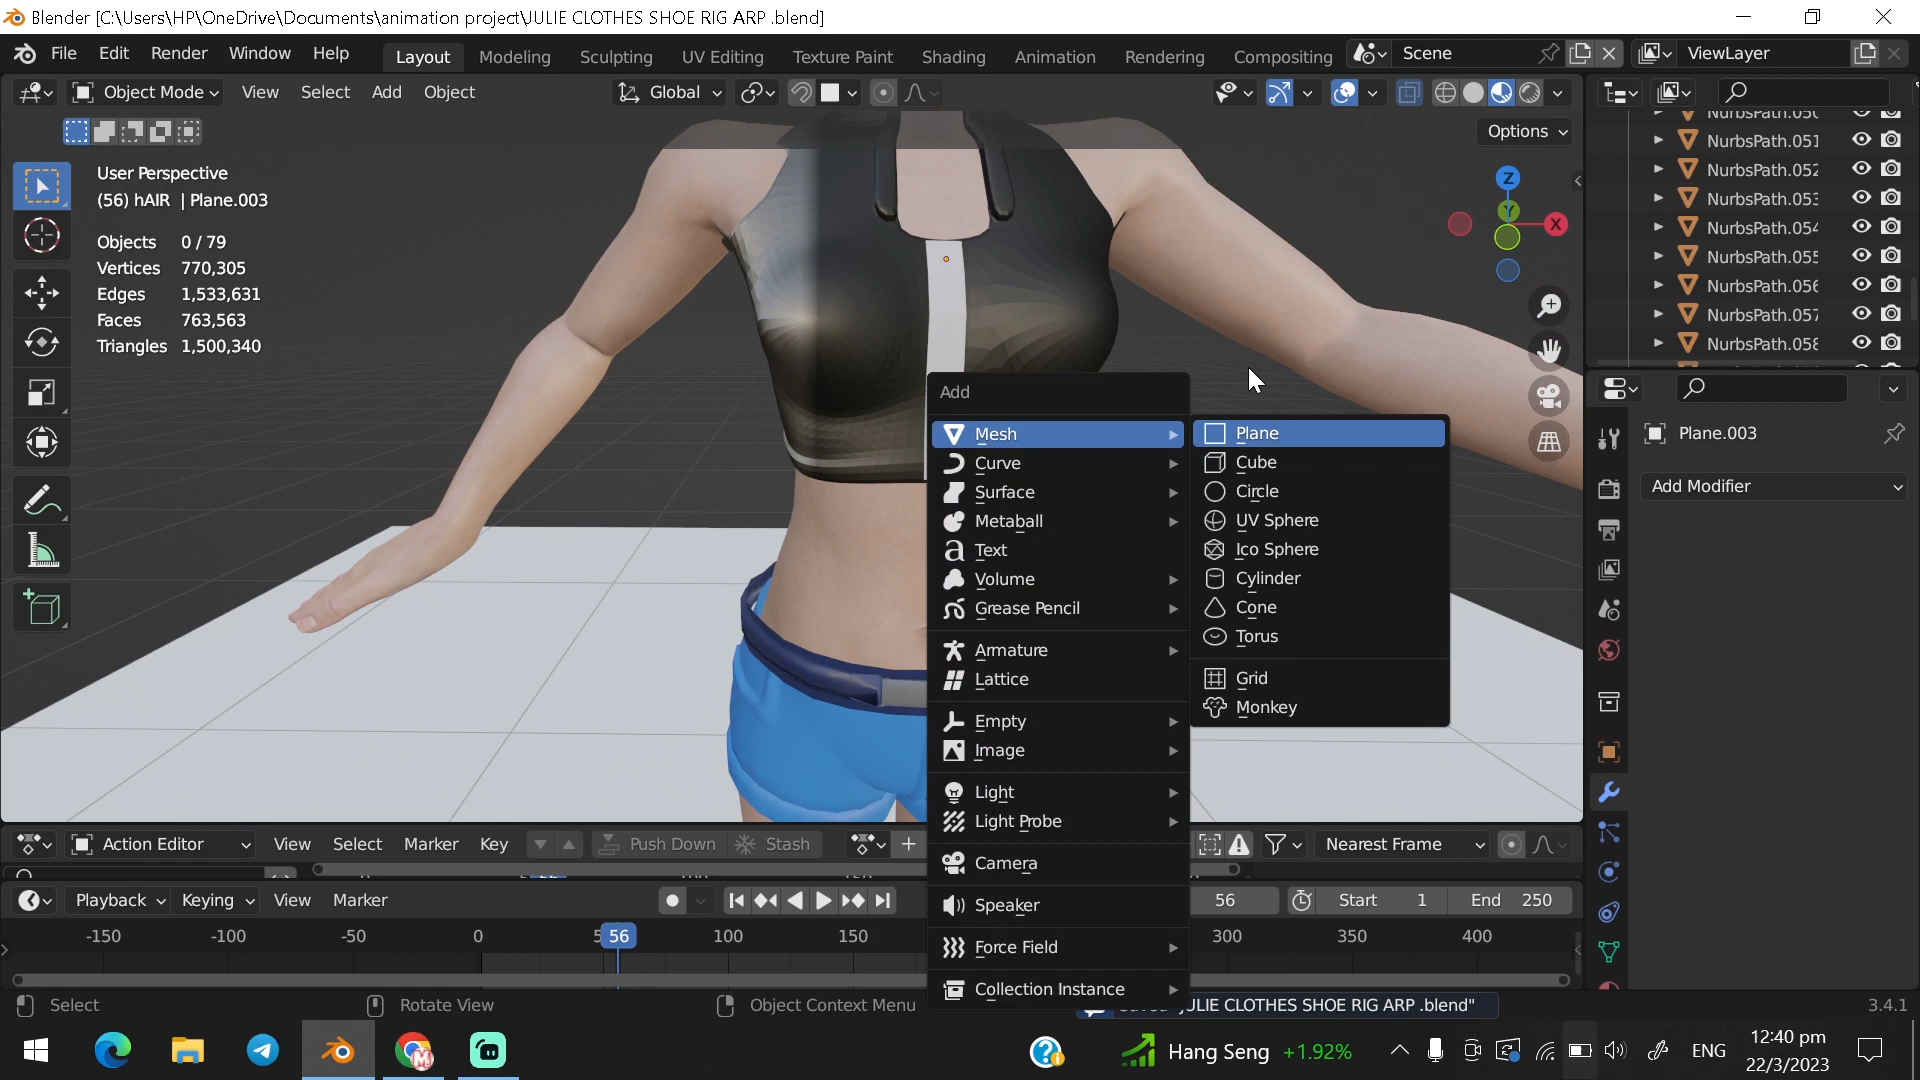 Blender [C:\Users\HP\OneDrive\Documents\animation project\JULIE CLOTHES SHOE RIG ARP .blend]
File Edit Render Window Help Layout Modeling Sculpting UV Editing Texture Paint Shading Animation Rendering Compositing Scene ViewLayer
Object Mode View Select Add Object Global
Options
User Perspective
(56) hAIR | Plane.003
Objects 0 / 79
Vertices 770,305
Edges 1,533,631
Faces 763,563
Triangles 1,500,340
Z
Y
X
NurbsPath.050
NurbsPath.051
NurbsPath.052
NurbsPath.053
NurbsPath.054
NurbsPath.055
NurbsPath.056
NurbsPath.057
NurbsPath.058
Plane.003
Add Modifier
Add
Mesh
Curve
Surface
Metaball
Text
Volume
Grease Pencil
Armature
Lattice
Empty
Image
Light
Light Probe
Camera
Speaker
Force Field
Collection Instance
Plane
Cube
Circle
UV Sphere
Ico Sphere
Cylinder
Cone
Torus
Grid
Monkey
Action Editor View Select Marker Key Push Down Stash Nearest Frame
Playback Keying View Marker 56 Start 1 End 250
-150 -100 -50 0 56 100 150 300 350 400
Select Rotate View Object Context Menu JULIE CLOTHES SHOE RIG ARP .blend" 3.4.1
Hang Seng +1.92% ENG 12:40 pm
22/3/2023